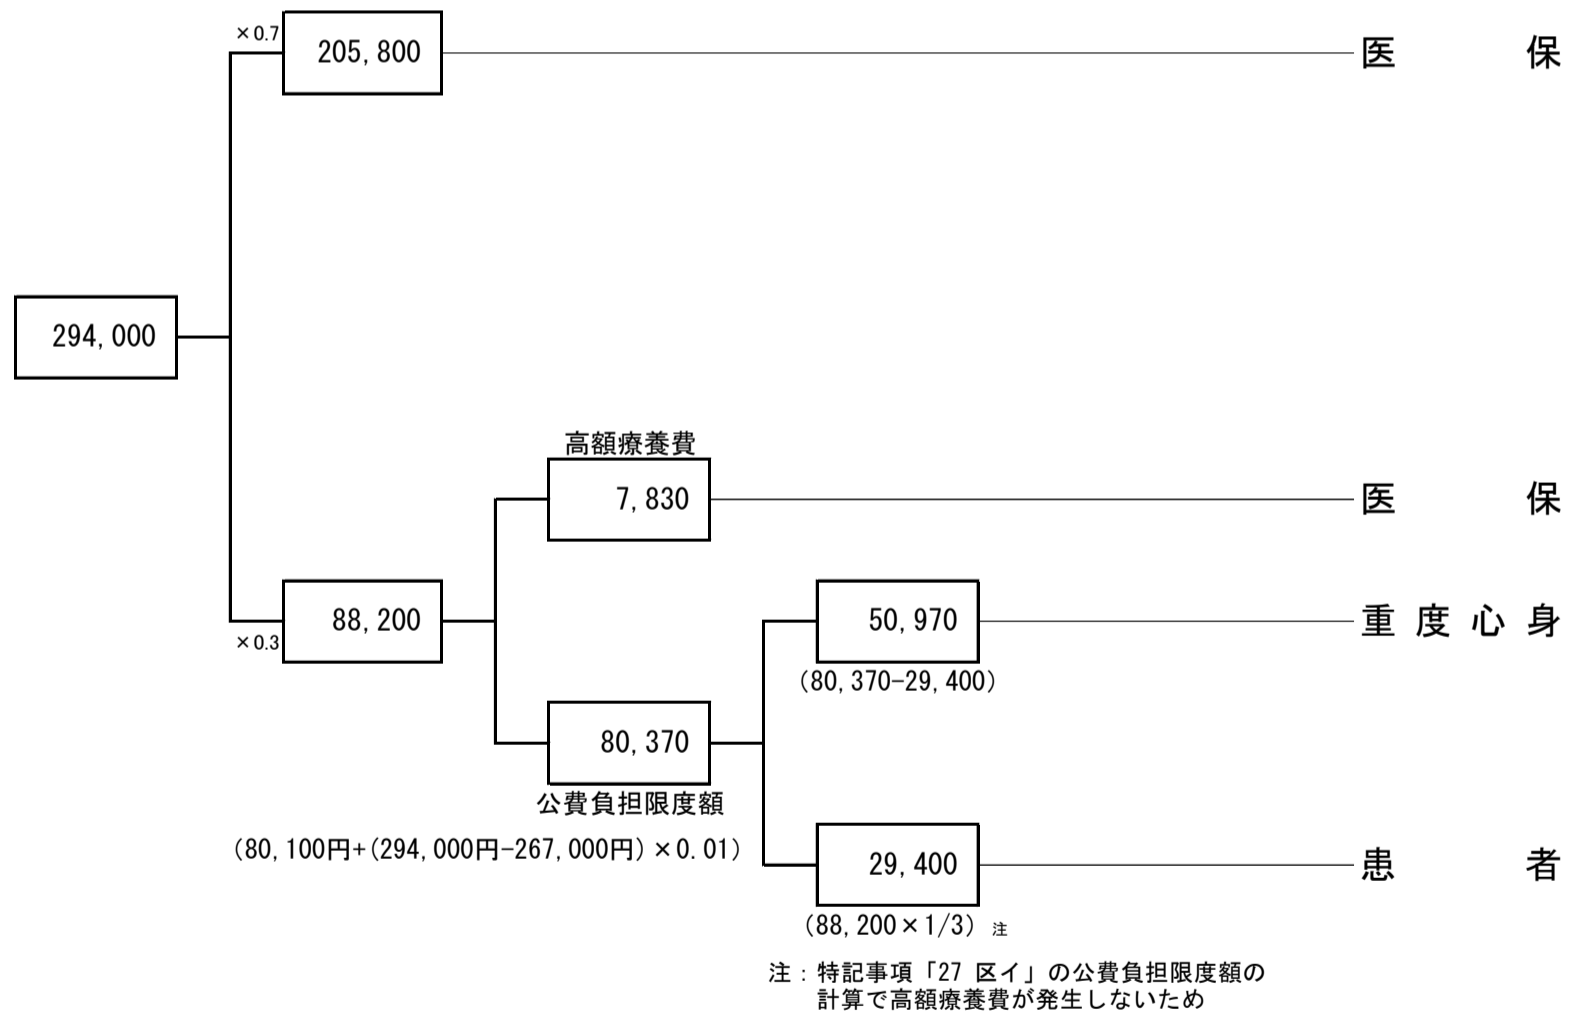 ×0.7
205,800
医保
294,000
高額療養費
7,830
医保
88,200
×0.3
50,970
重度心身
(80,370-29,400)
80,370
公費負担限度額
(80,100円+(294,000円-267,000円)×0.01)
29,400
患者
(88,200×1/3) 注
注：特記事項「27 区イ」の公費負担限度額の
計算で高額療養費が発生しないため